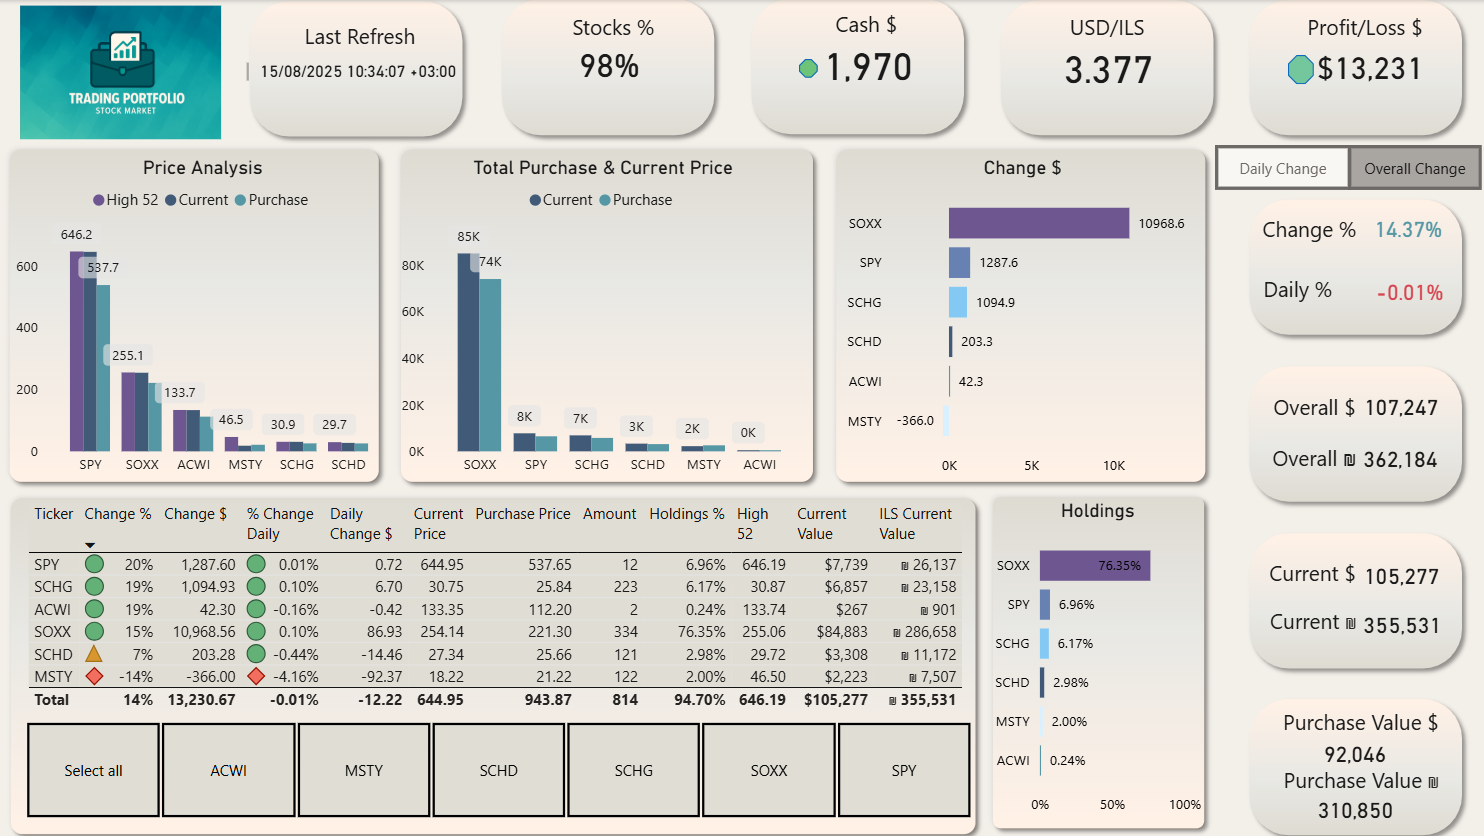 TRADING PORTFOLIO
STOCK MARKET
Last Refresh
15/08/2025 10:34:07 +03:00
Stocks %
98%
Cash $
1,970
USD/ILS
3.377
Profit/Loss $
$13,231
Price Analysis
High 52 Current Purchase
646.2
537.7
255.1
133.7
46.5
30.9
29.7
600
400
200
0
SPY SOXX ACWI MSTY SCHG SCHD
Total Purchase & Current Price
Current Purchase
85K
74K
8K
7K
3K
2K
0K
80K
60K
40K
20K
0K
SOXX SPY SCHG SCHD MSTY ACWI
Change $
SOXX 10968.6
SPY 1287.6
SCHG 1094.9
SCHD 203.3
ACWI 42.3
MSTY -366.0
0K 5K 10K
Daily Change Overall Change
Change % 14.37%
Daily % -0.01%
Overall $ 107,247
Overall ₪ 362,184
Current $ 105,277
Current ₪ 355,531
Purchase Value $
92,046
Purchase Value ₪
310,850
Ticker Change % Change $ % Change Daily Daily Change $ Current Price Purchase Price Amount Holdings % High 52 Current Value ILS Current Value
SPY 20% 1,287.60 0.01% 0.72 644.95 537.65 12 6.96% 646.19 $7,739 ₪ 26,137
SCHG 19% 1,094.93 0.10% 6.70 30.75 25.84 223 6.17% 30.87 $6,857 ₪ 23,158
ACWI 19% 42.30 -0.16% -0.42 133.35 112.20 2 0.24% 133.74 $267 ₪ 901
SOXX 15% 10,968.56 0.10% 86.93 254.14 221.30 334 76.35% 255.06 $84,883 ₪ 286,658
SCHD 7% 203.28 -0.44% -14.46 27.34 25.66 121 2.98% 29.72 $3,308 ₪ 11,172
MSTY -14% -366.00 -4.16% -92.37 18.22 21.22 122 2.00% 46.50 $2,223 ₪ 7,507
Total 14% 13,230.67 -0.01% -12.22 644.95 943.87 814 94.70% 646.19 $105,277 ₪ 355,531
Select all ACWI MSTY SCHD SCHG SOXX SPY
Holdings
SOXX 76.35%
SPY 6.96%
SCHG 6.17%
SCHD 2.98%
MSTY 2.00%
ACWI 0.24%
0% 50% 100%